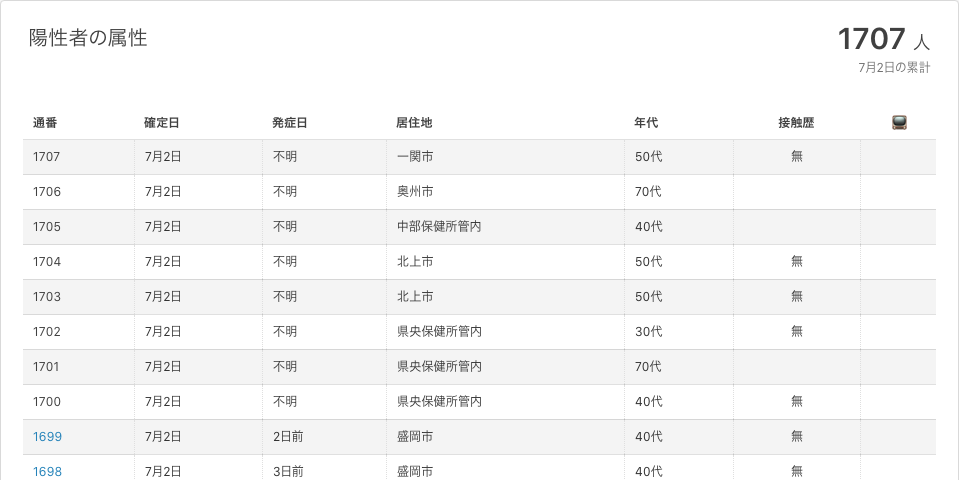 陽性者の属性
1707 人
7月2日の累計
通番 確定日 発症日 居住地 年代 接触歴
1707 7月2日 不明 一関市 50代 無
1706 7月2日 不明 奥州市 70代
1705 7月2日 不明 中部保健所管内 40代
1704 7月2日 不明 北上市 50代 無
1703 7月2日 不明 北上市 50代 無
1702 7月2日 不明 県央保健所管内 30代 無
1701 7月2日 不明 県央保健所管内 70代
1700 7月2日 不明 県央保健所管内 40代 無
1699 7月2日 2日前 盛岡市 40代 無
1698 7月2日 3日前 盛岡市 40代 無